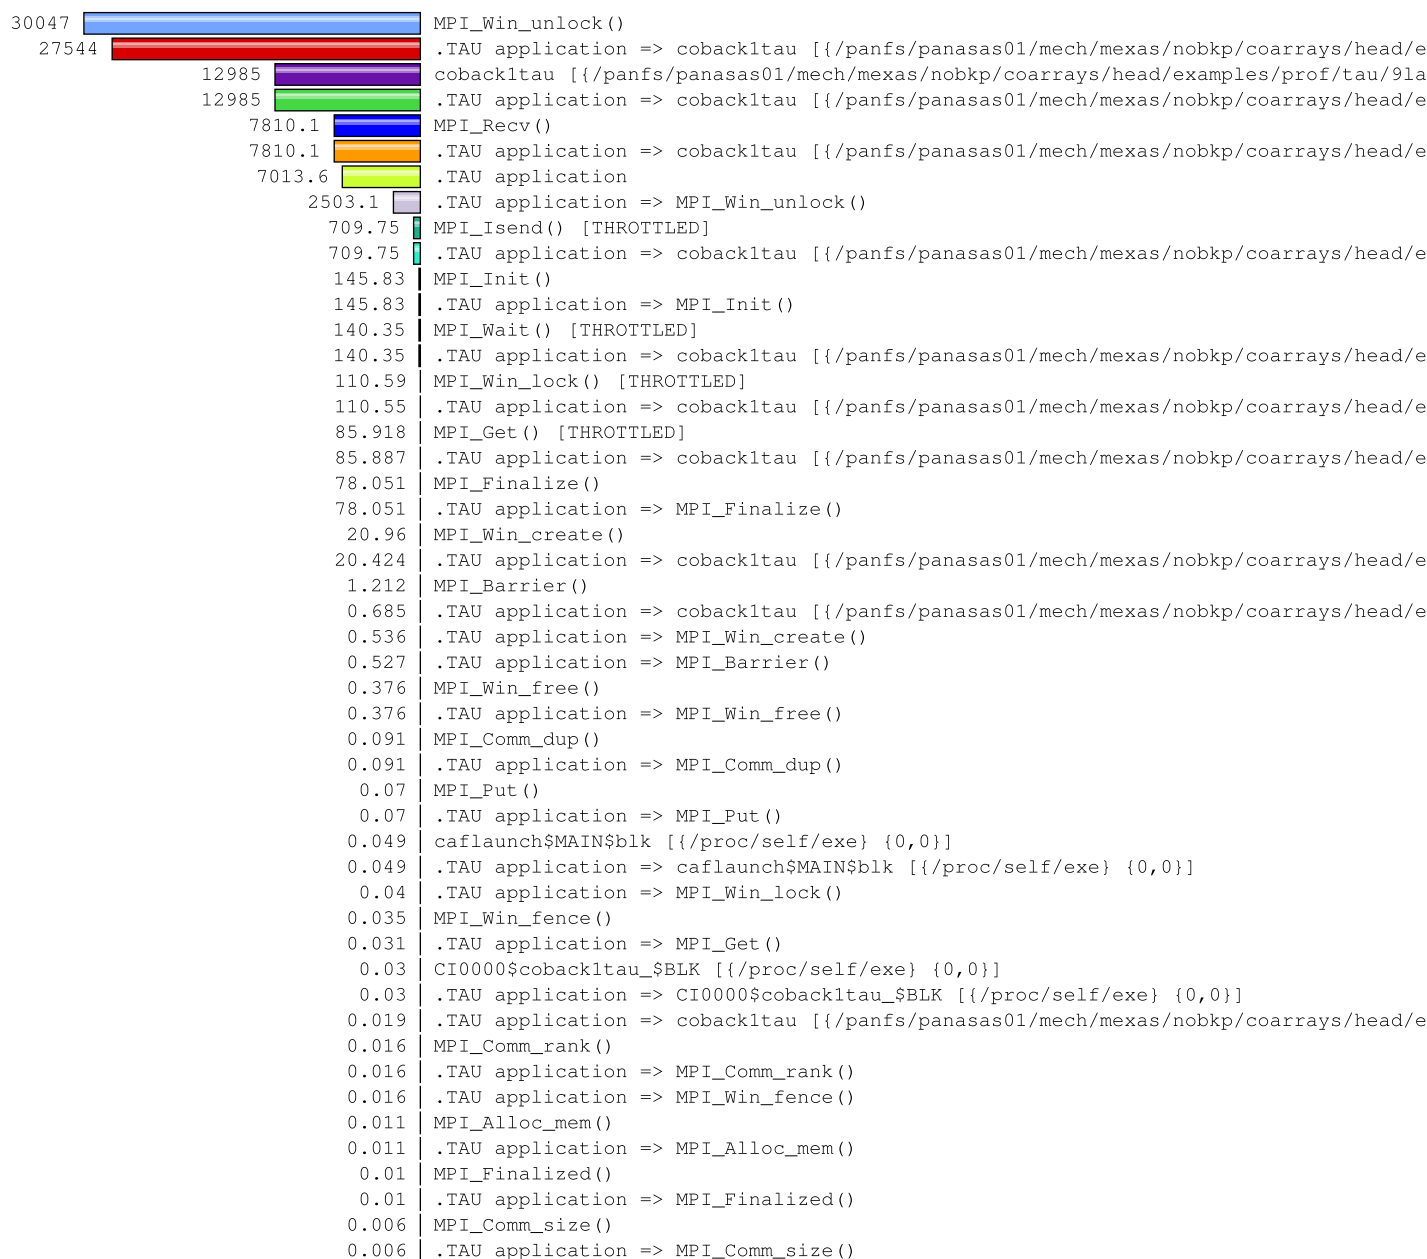 30047 MPI_Win_unlock()
27544 .TAU application => coback1tau [{/panfs/panasas01/mech/mexas/nobkp/coarrays/head/e
12985 coback1tau [{/panfs/panasas01/mech/mexas/nobkp/coarrays/head/examples/prof/tau/9la
12985 .TAU application => coback1tau [{/panfs/panasas01/mech/mexas/nobkp/coarrays/head/e
7810.1 MPI_Recv()
7810.1 .TAU application => coback1tau [{/panfs/panasas01/mech/mexas/nobkp/coarrays/head/e
7013.6 .TAU application
2503.1 .TAU application => MPI_Win_unlock()
709.75 MPI_Isend() [THROTTLED]
709.75 .TAU application => coback1tau [{/panfs/panasas01/mech/mexas/nobkp/coarrays/head/e
145.83 MPI_Init()
145.83 .TAU application => MPI_Init()
140.35 MPI_Wait() [THROTTLED]
140.35 .TAU application => coback1tau [{/panfs/panasas01/mech/mexas/nobkp/coarrays/head/e
110.59 MPI_Win_lock() [THROTTLED]
110.55 .TAU application => coback1tau [{/panfs/panasas01/mech/mexas/nobkp/coarrays/head/e
85.918 MPI_Get() [THROTTLED]
85.887 .TAU application => coback1tau [{/panfs/panasas01/mech/mexas/nobkp/coarrays/head/e
78.051 MPI_Finalize()
78.051 .TAU application => MPI_Finalize()
20.96 MPI_Win_create()
20.424 .TAU application => coback1tau [{/panfs/panasas01/mech/mexas/nobkp/coarrays/head/e
1.212 MPI_Barrier()
0.685 .TAU application => coback1tau [{/panfs/panasas01/mech/mexas/nobkp/coarrays/head/e
0.536 .TAU application => MPI_Win_create()
0.527 .TAU application => MPI_Barrier()
0.376 MPI_Win_free()
0.376 .TAU application => MPI_Win_free()
0.091 MPI_Comm_dup()
0.091 .TAU application => MPI_Comm_dup()
0.07 MPI_Put()
0.07 .TAU application => MPI_Put()
0.049 caflaunch$MAIN$blk [{/proc/self/exe} {0,0}]
0.049 .TAU application => caflaunch$MAIN$blk [{/proc/self/exe} {0,0}]
0.04 .TAU application => MPI_Win_lock()
0.035 MPI_Win_fence()
0.031 .TAU application => MPI_Get()
0.03 CI0000$coback1tau_$BLK [{/proc/self/exe} {0,0}]
0.03 .TAU application => CI0000$coback1tau_$BLK [{/proc/self/exe} {0,0}]
0.019 .TAU application => coback1tau [{/panfs/panasas01/mech/mexas/nobkp/coarrays/head/e
0.016 MPI_Comm_rank()
0.016 .TAU application => MPI_Comm_rank()
0.016 .TAU application => MPI_Win_fence()
0.011 MPI_Alloc_mem()
0.011 .TAU application => MPI_Alloc_mem()
0.01 MPI_Finalized()
0.01 .TAU application => MPI_Finalized()
0.006 MPI_Comm_size()
0.006 .TAU application => MPI_Comm_size()